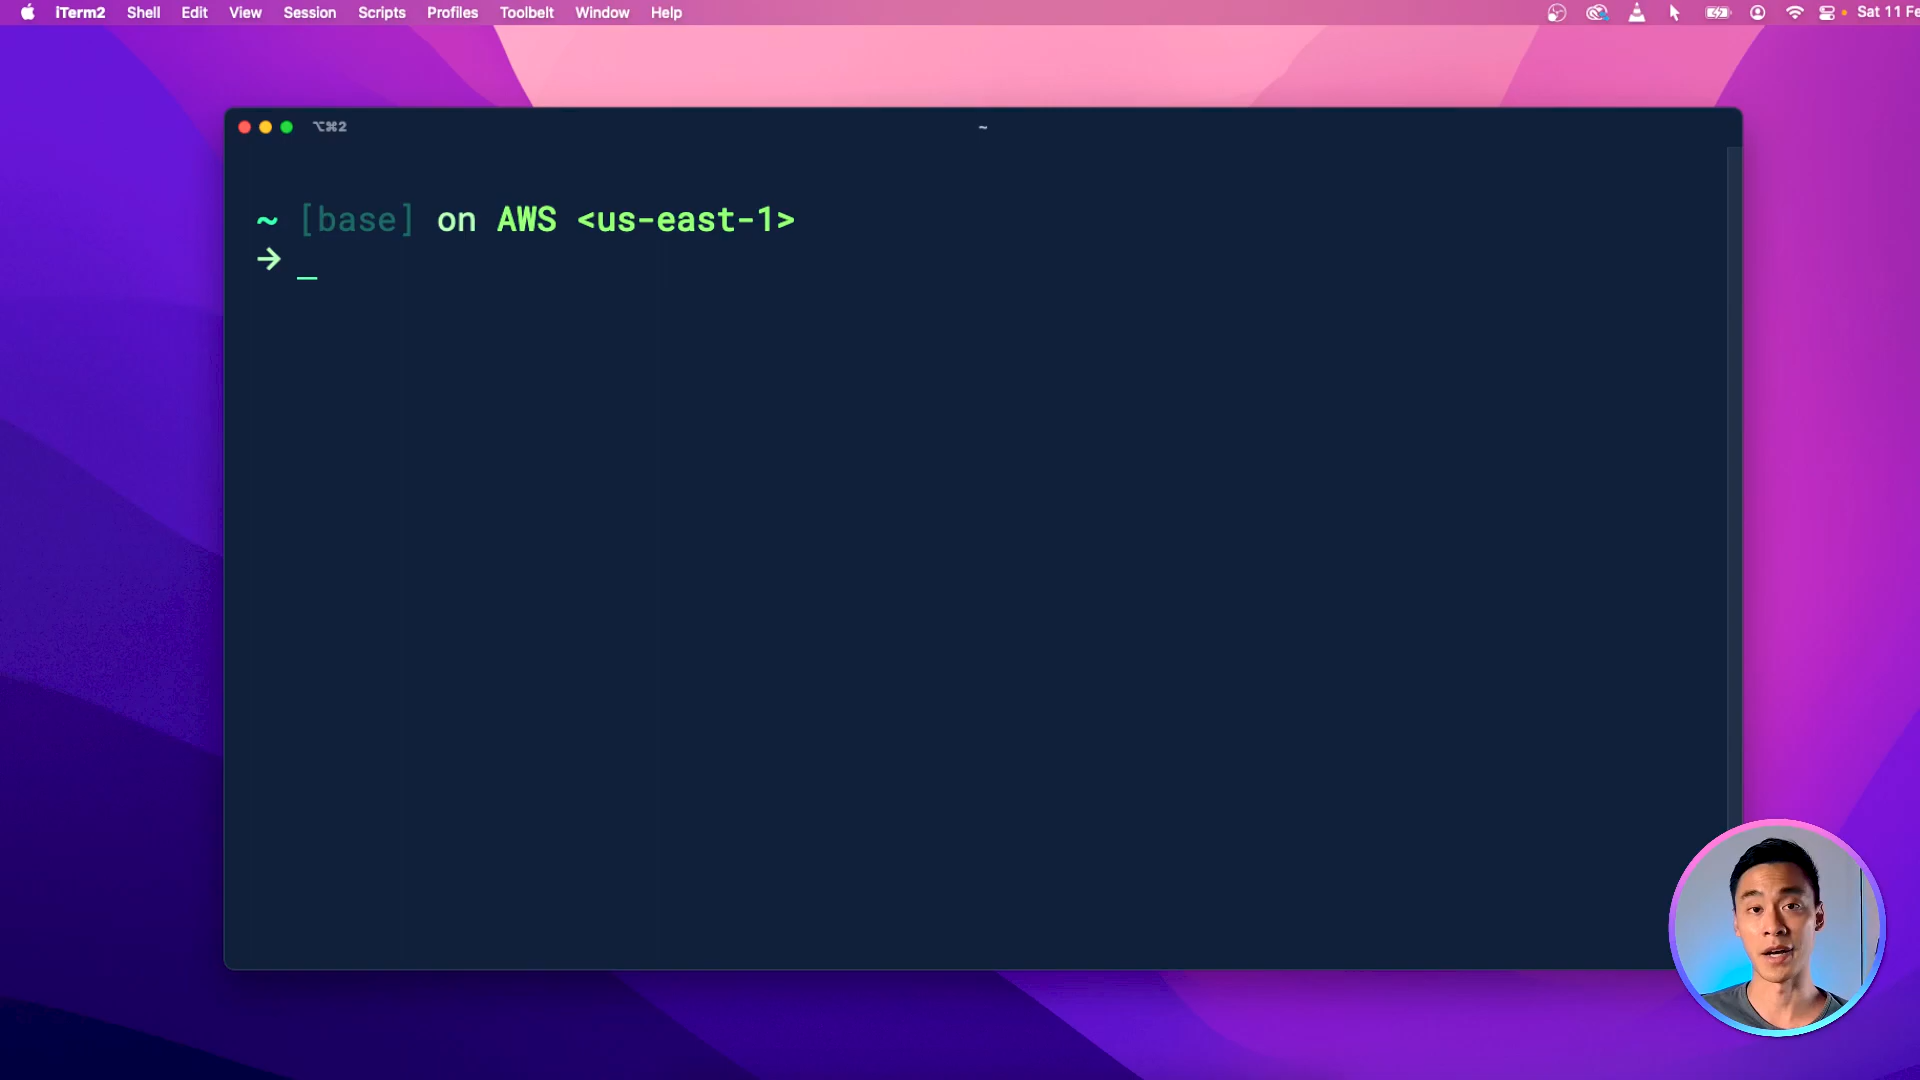 iTerm2 Shell Edit View Session Scripts Profiles Toolbelt Window Help Sat 11 Fe
⌥⌘2 ~
~ [base] on AWS <us-east-1>
→ _